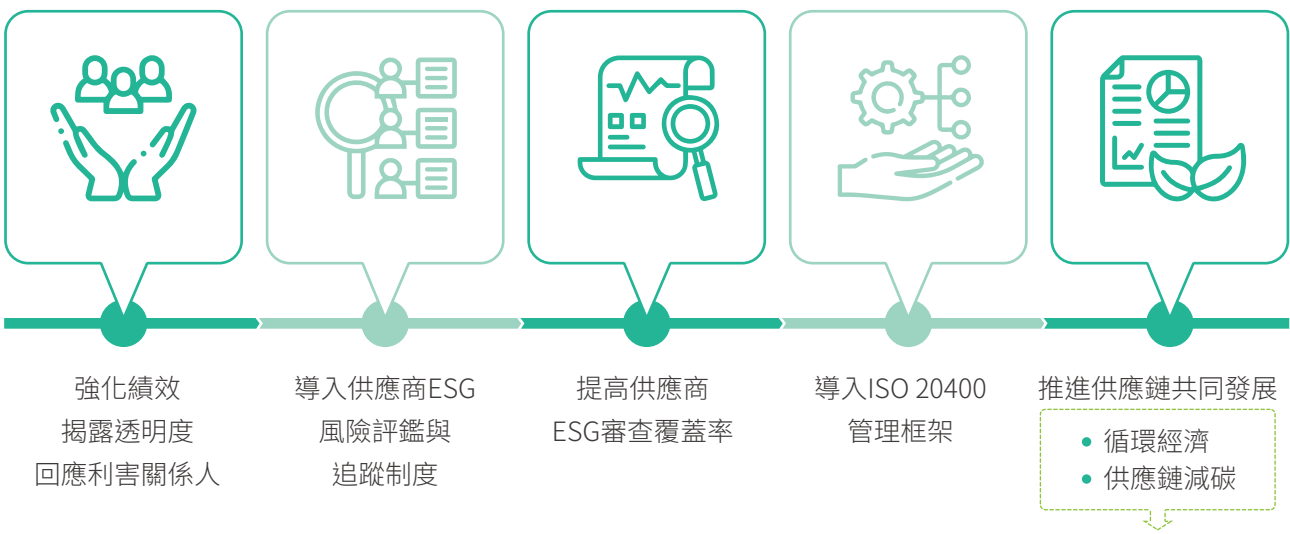 強化績效
揭露透明度
回應利害關係人
導入供應商ESG
風險評鑑與
追蹤制度
提高供應商
ESG審查覆蓋率
導入ISO 20400
管理框架
推進供應鏈共同發展
• 循環經濟
• 供應鏈減碳